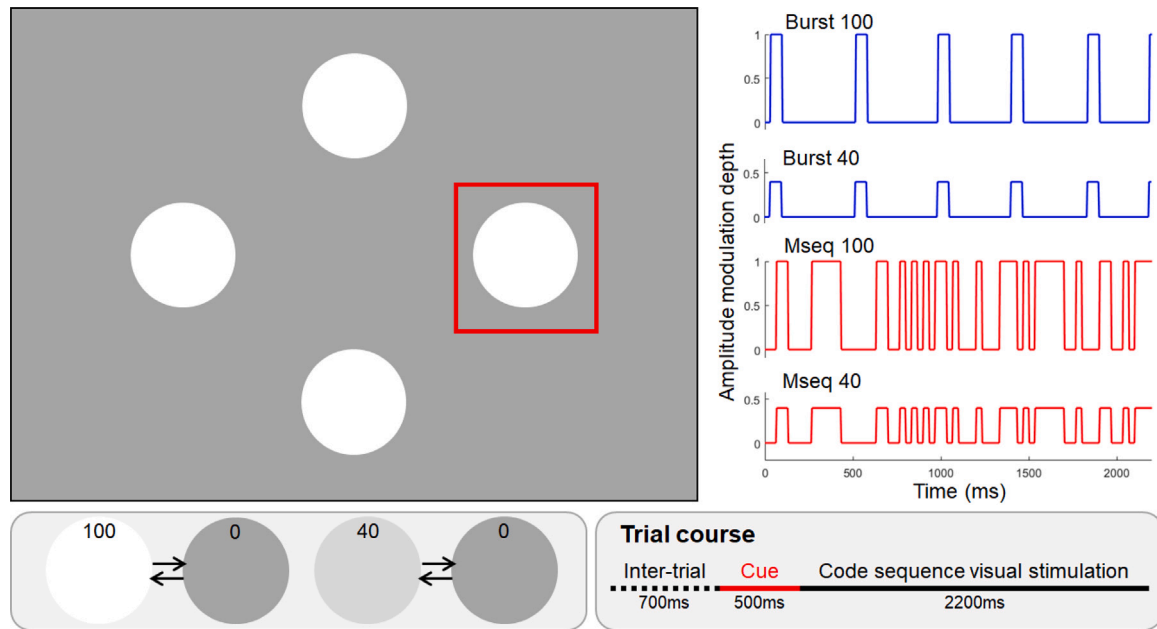 Burst 100
1
0.5
0
Burst 40
0.5
0
Mseq 100
1
0.5
0
Mseq 40
0.5
0
Amplitude modulation depth
0 500 1000 1500 2000
Time (ms)
100 0 40 0
Trial course
Inter-trial Cue Code sequence visual stimulation
700ms 500ms 2200ms